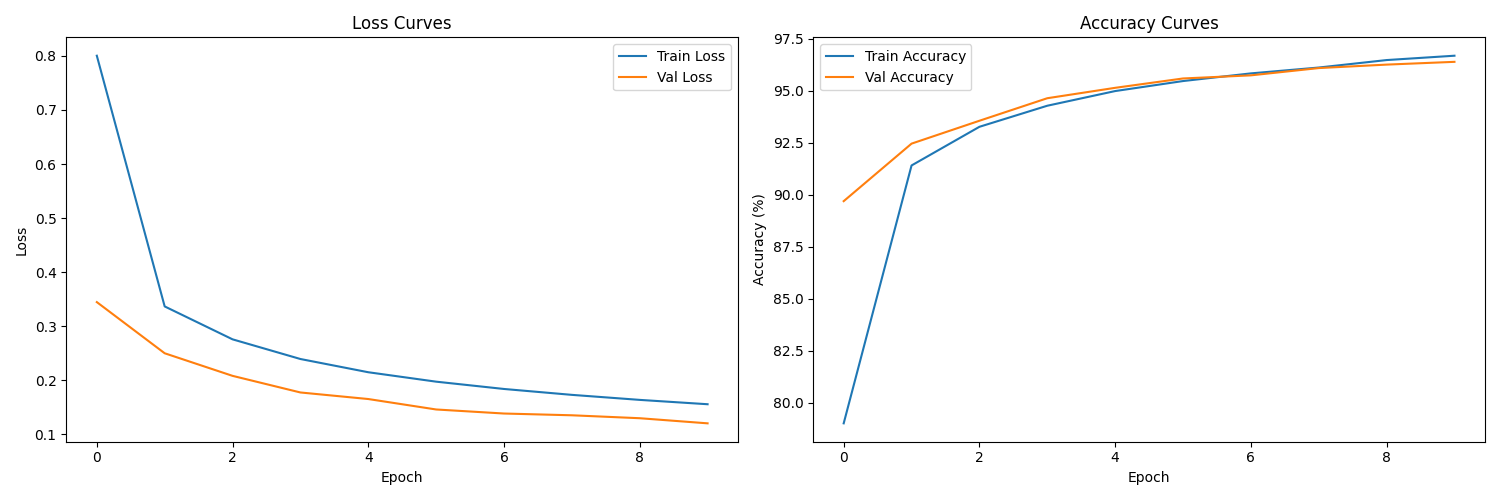 Loss Curves
Train Loss
Val Loss
0.8
0.7
0.6
0.5
0.4
0.3
0.2
0.1
Loss
0 2 4 6 8
Epoch
Accuracy Curves
Train Accuracy
Val Accuracy
97.5
95.0
92.5
90.0
87.5
85.0
82.5
80.0
Accuracy (%)
0 2 4 6 8
Epoch